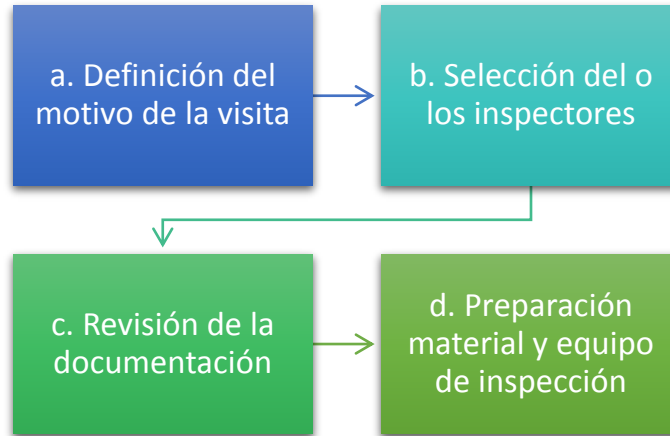 a. Definición del
motivo de la visita
b. Selección del o
los inspectores
c. Revisión de la
documentación
d. Preparación
material y equipo
de inspección